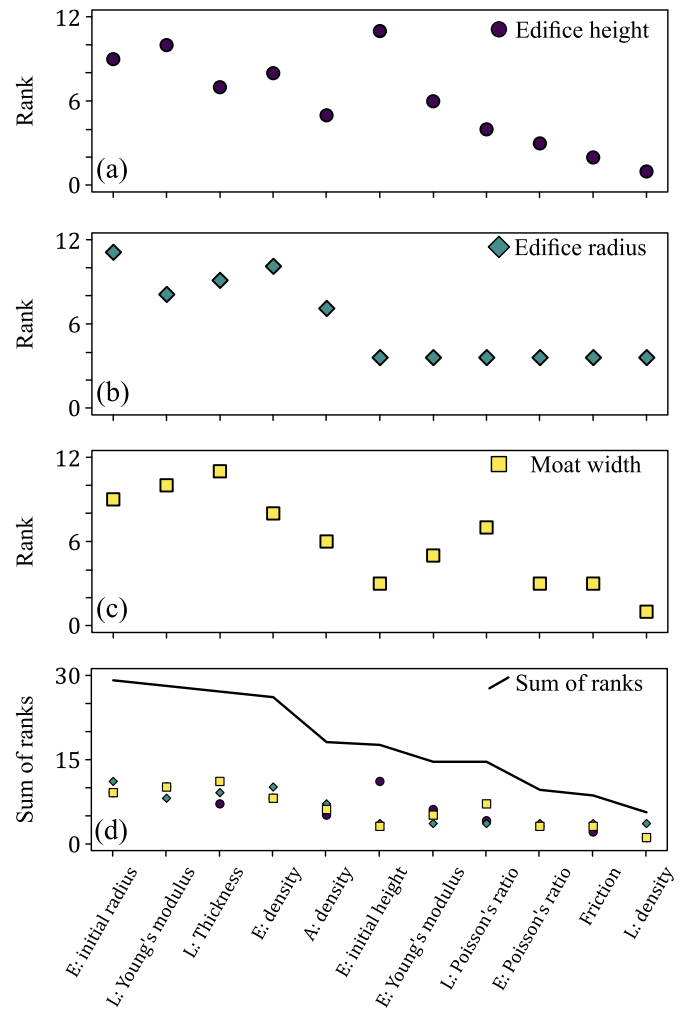 12
Edifice height
Rank
6
(a)
0
12
Edifice radius
Rank
6
(b)
0
12
Moat width
Rank
6
(c)
0
30
Sum of ranks
Sum of ranks
15
(d)
0
E: initial radius
L: Young's modulus
L: Thickness
E: density
A: density
E: initial height
E: Young's modulus
L: Poisson's ratio
E: Poisson's ratio
Friction
L: density